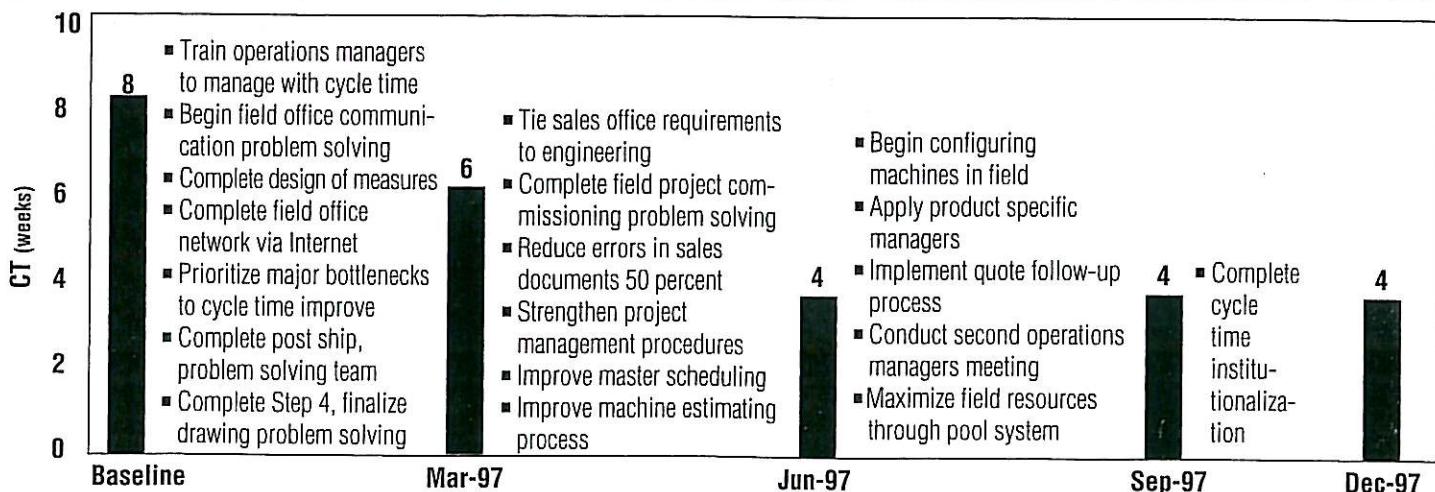 10
8
6
4
2
0
CT (weeks)
8
▪ Train operations managers
to manage with cycle time
▪ Begin field office communi-
cation problem solving
▪ Complete design of measures
▪ Complete field office
network via Internet
▪ Prioritize major bottlenecks
to cycle time improve
▪ Complete post ship,
problem solving team
▪ Complete Step 4, finalize
drawing problem solving
6
▪ Tie sales office requirements
to engineering
▪ Complete field project com-
missioning problem solving
▪ Reduce errors in sales
documents 50 percent
▪ Strengthen project
management procedures
▪ Improve master scheduling
▪ Improve machine estimating
process
4
▪ Begin configuring
machines in field
▪ Apply product specific
managers
▪ Implement quote follow-up
process
▪ Conduct second operations
managers meeting
▪ Maximize field resources
through pool system
4
▪ Complete
cycle
time
institu-
tionaliza-
tion
4
Baseline
Mar-97
Jun-97
Sep-97
Dec-97